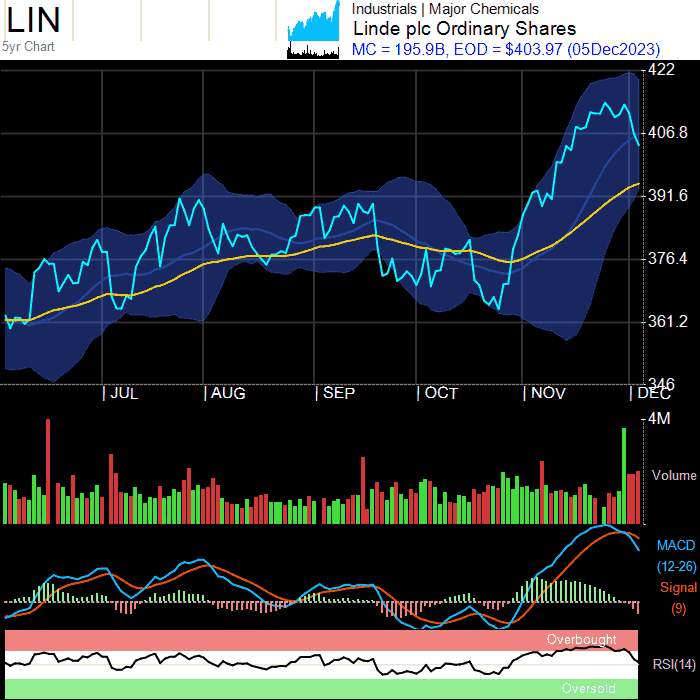 LIN
5yr Chart
Industrials | Major Chemicals
Linde plc Ordinary Shares
MC = 195.9B, EOD = $403.97 (05Dec2023)
422
406.8
391.6
376.4
361.2
346
JUL
AUG
SEP
OCT
NOV
DEC
4M
Volume
MACD
(12-26)
Signal
(9)
Overbought
RSI(14)
Oversold